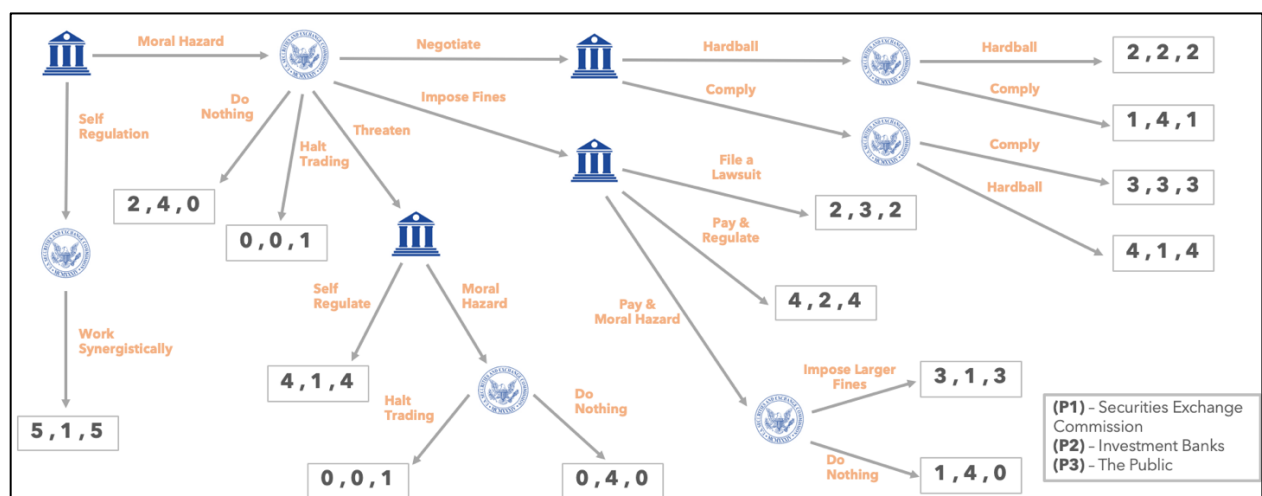 Moral Hazard
Negotiate
Hardball
Hardball
2 , 2 , 2
Comply
1 , 4 , 1
Self
Regulation
Do
Nothing
Halt
Trading
Threaten
Impose Fines
Comply
Comply
3 , 3 , 3
Hardball
4 , 1 , 4
2 , 4 , 0
0 , 0 , 1
File a
Lawsuit
2 , 3 , 2
Pay &
Regulate
4 , 2 , 4
Pay &
Moral Hazard
Self
Regulate
Moral
Hazard
Work
Synergistically
4 , 1 , 4
5 , 1 , 5
Halt
Trading
Do
Nothing
0 , 0 , 1
0 , 4 , 0
Impose Larger
Fines
3 , 1 , 3
Do
Nothing
1 , 4 , 0
(P1) - Securities Exchange
Commission
(P2) - Investment Banks
(P3) - The Public